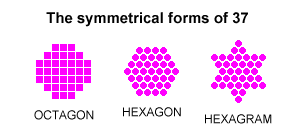 The symmetrical forms of 37
OCTAGON
HEXAGON
HEXAGRAM